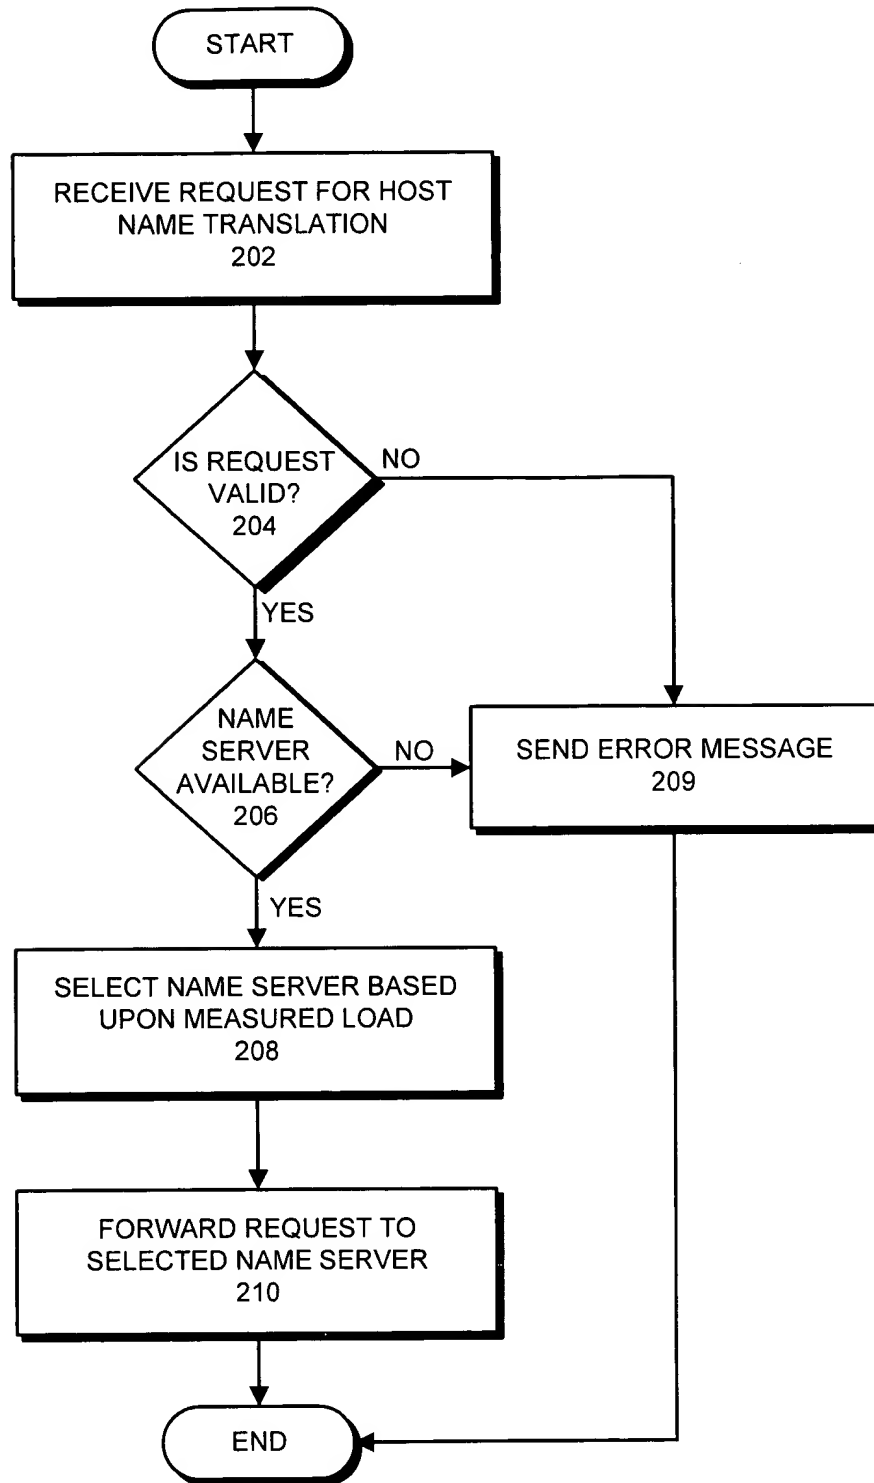 START
RECEIVE REQUEST FOR HOST
NAME TRANSLATION
202
IS REQUEST
VALID?
204
NO
YES
NAME
SERVER
AVAILABLE?
206
NO
SEND ERROR MESSAGE
209
YES
SELECT NAME SERVER BASED
UPON MEASURED LOAD
208
FORWARD REQUEST TO
SELECTED NAME SERVER
210
END